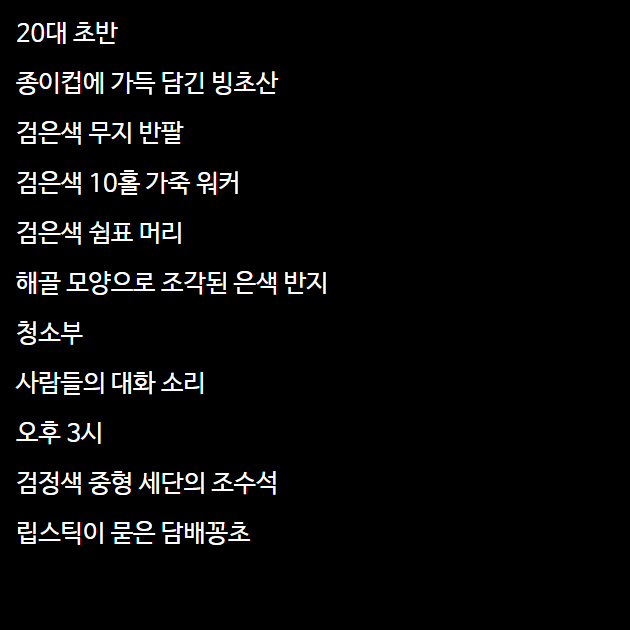 20대 초반
종이컵에 가득 담긴 빙초산
검은색 무지 반팔
검은색 10홀 가죽 워커
검은색 쉼표 머리
해골 모양으로 조각된 은색 반지
청소부
사람들의 대화 소리
오후 3시
검정색 중형 세단의 조수석
립스틱이 묻은 담배꽁초